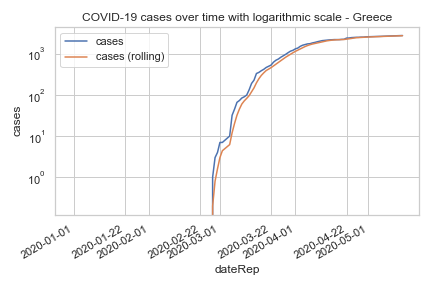 COVID-19 cases over time with logarithmic scale - Greece
cases
cases (rolling)
10³
10²
10¹
10⁰
cases
2020-01-01
2020-01-22
2020-02-01
2020-02-22
2020-03-01
2020-03-22
2020-04-01
2020-04-22
2020-05-01
dateRep